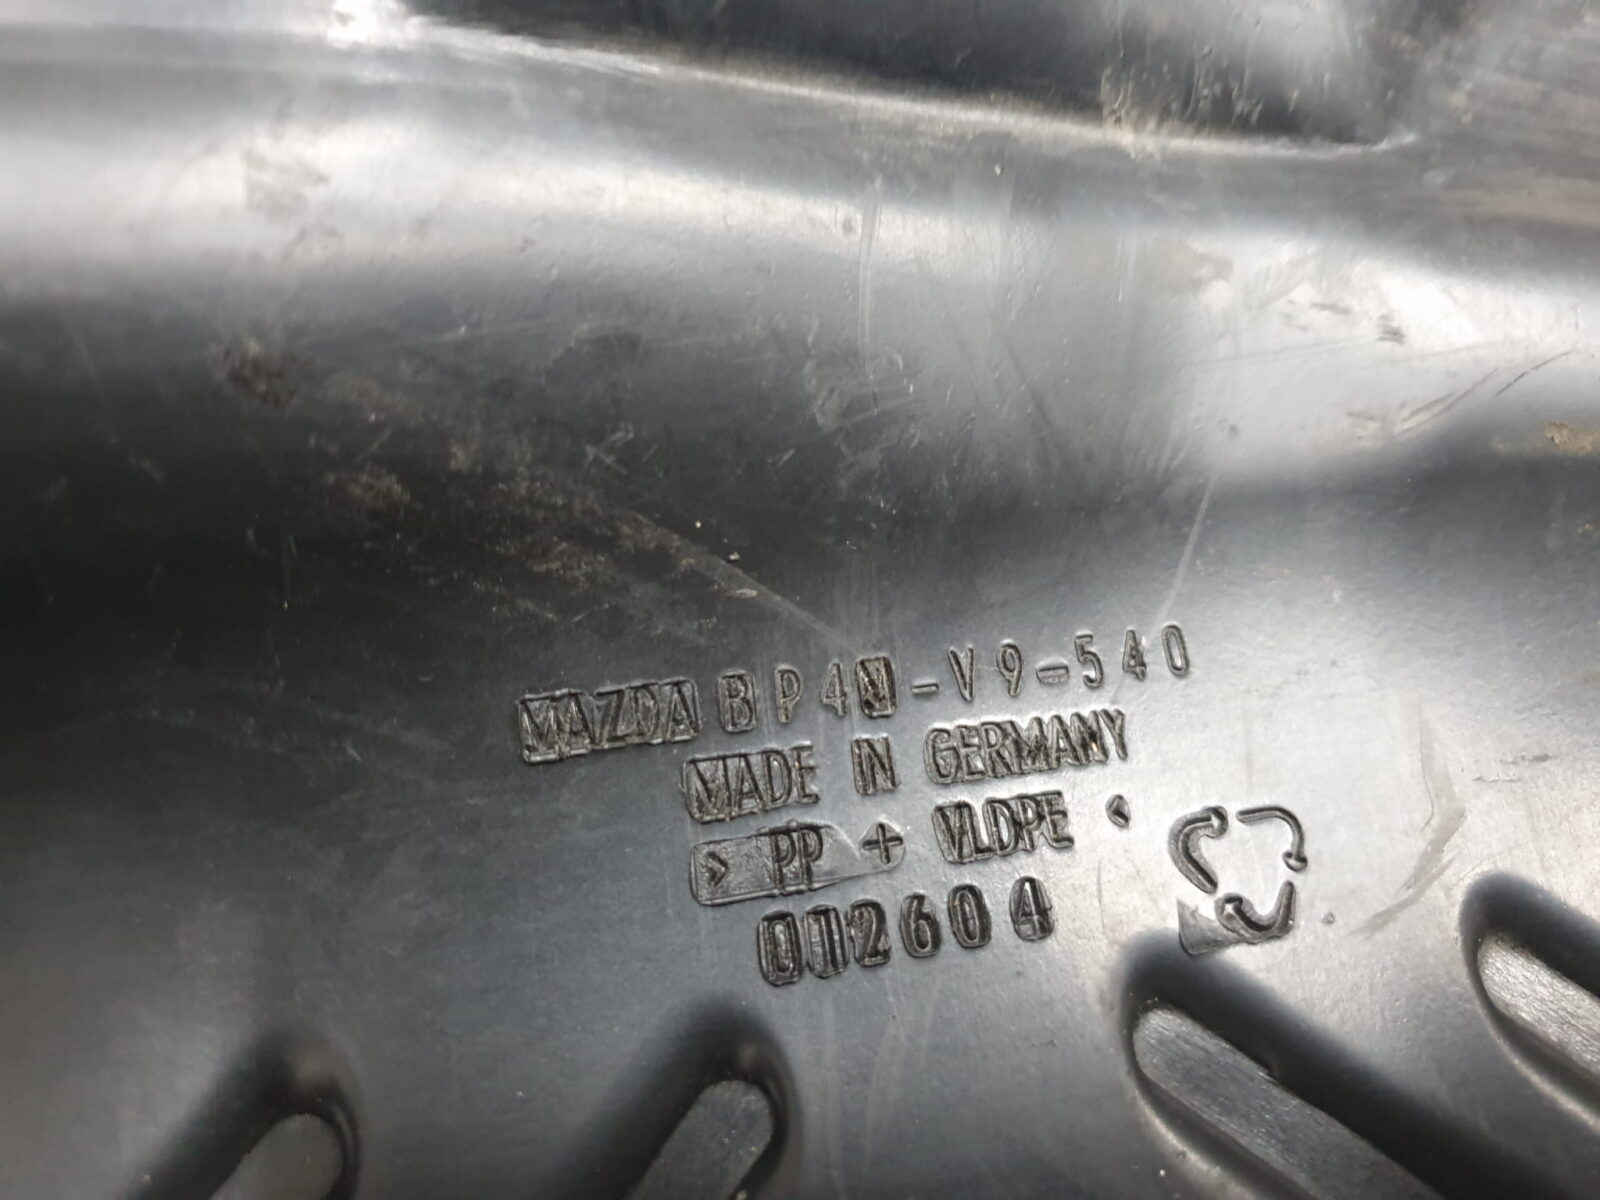 MAZDA BP4N-V9-540
MADE IN GERMANY
> PP + VLDPE <
012604